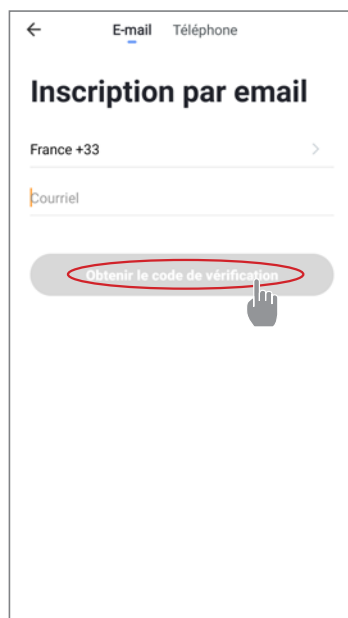 E-mail Téléphone
Inscription par email
France +33
Courriel
Obtenir le code de vérification